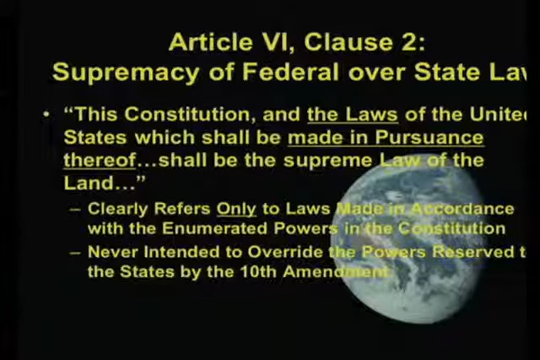 Article VI, Clause 2:
Supremacy of Federal over State Law
• “This Constitution, and the Laws of the United
States which shall be made in Pursuance
thereof…shall be the supreme Law of the
Land…”
– Clearly Refers Only to Laws Made in Accordance
with the Enumerated Powers in the Constitution
– Never Intended to Override the Powers Reserved t
the States by the 10th Amendment